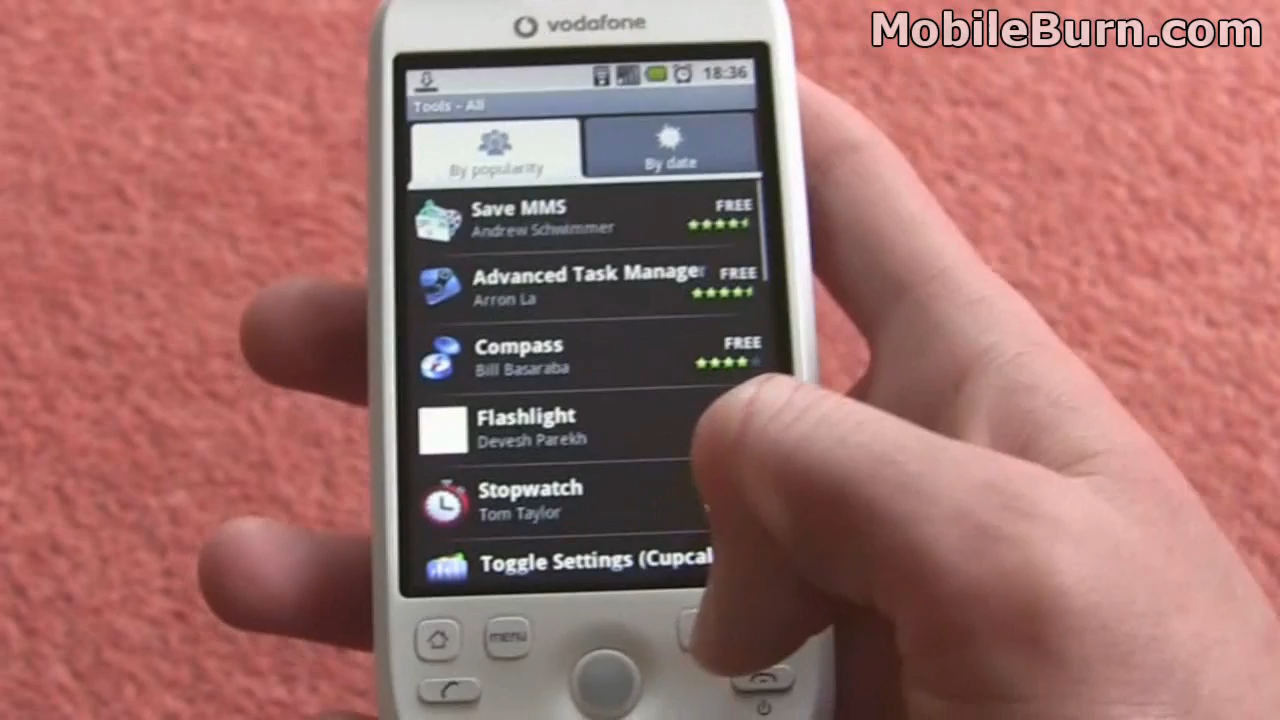 MobileBurn.com
vodafone
18:36
Tools - All
By popularity
By date
Save MMS
FREE
Andrew Schwimmer
Advanced Task Manager
FREE
Arron La
Compass
FREE
Bill Basaraba
Flashlight
Devesh Parekh
Stopwatch
Tom Taylor
Toggle Settings (Cupcal
menu